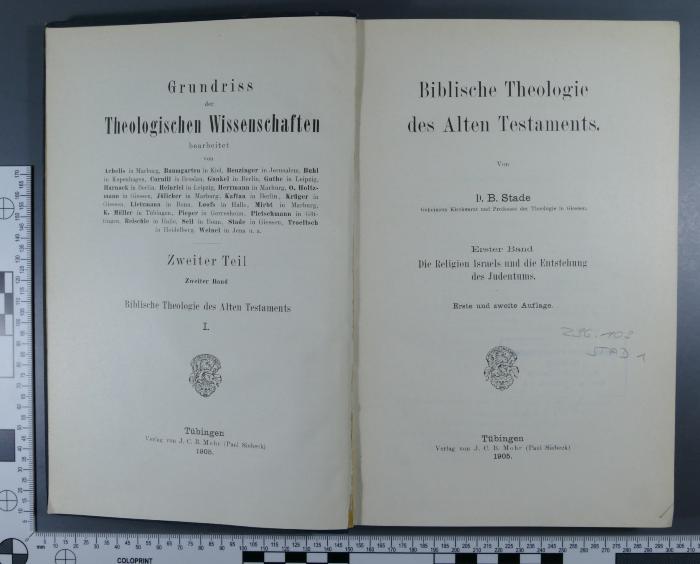 Grundriss
der
Theologischen Wissenschaften
bearbeitet
von
Achelis in Marburg, Baumgarten in Kiel, Benzinger in Jerusalem, Buhl
in Kopenhagen, Cornill in Breslau, Gunkel in Berlin, Guthe in Leipzig,
Harnack in Berlin, Heinrici in Leipzig, Herrmann in Marburg, O. Holtz-
mann in Giessen, Jülicher in Marburg, Kaftan in Berlin, Krüger in
Giessen, Lietzmann in Bonn, Loofs in Halle, Mirbt in Marburg,
K. Müller in Tübingen, Pieper in Gerresheim, Pietschmann in Göt-
tingen, Reischle in Halle, Sell in Bonn, Stade in Giessen, Troeltsch
in Heidelberg, Weinel in Jena u. a.
Zweiter Teil
Zweiter Band
Biblische Theologie des Alten Testaments
I.
Tübingen
Verlag von J. C. B. Mohr (Paul Siebeck)
1905.
Biblische Theologie
des Alten Testaments.
Von
D. B. Stade
Geheimem Kirchenrat und Professor der Theologie in Giessen.
Erster Band
Die Religion Israels und die Entstehung
des Judentums.
Erste und zweite Auflage.
296.103
STAD 1
Tübingen
Verlag von J. C. B. Mohr (Paul Siebeck)
1905.
mm
COLOPRINT